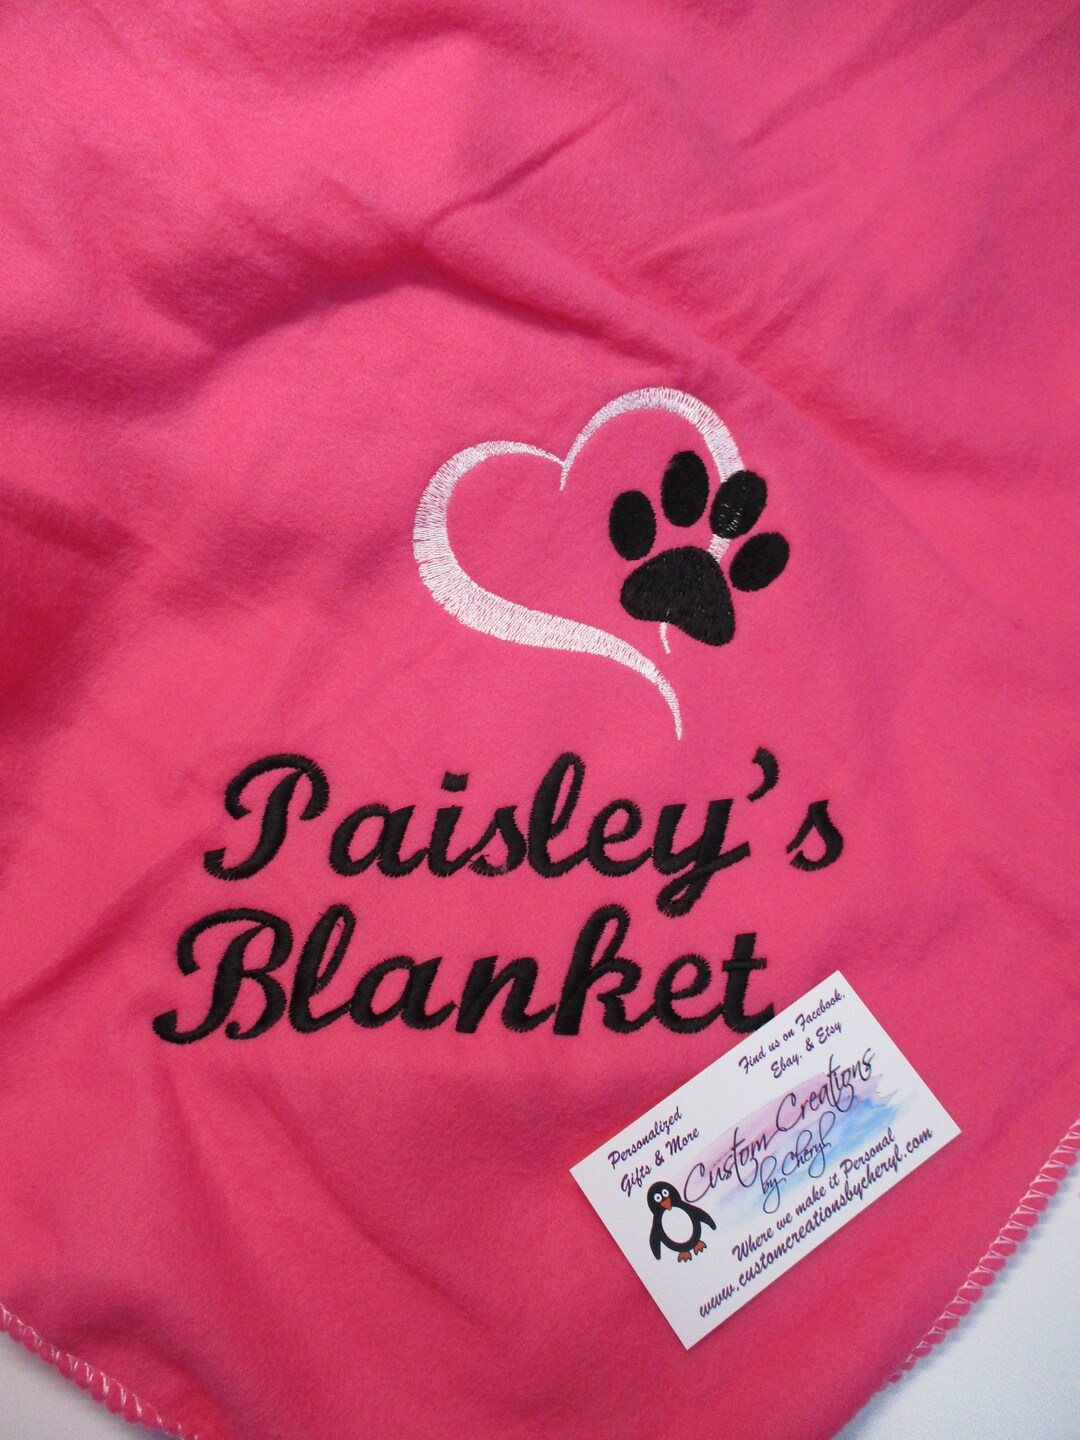 Paisley's
Blanket
Find us on Facebook,
Ebay, & Etsy
Personalized
Gifts & More
Custom Creations
by Cheryl
Where we make it Personal
www.customcreationsbycheryl.com